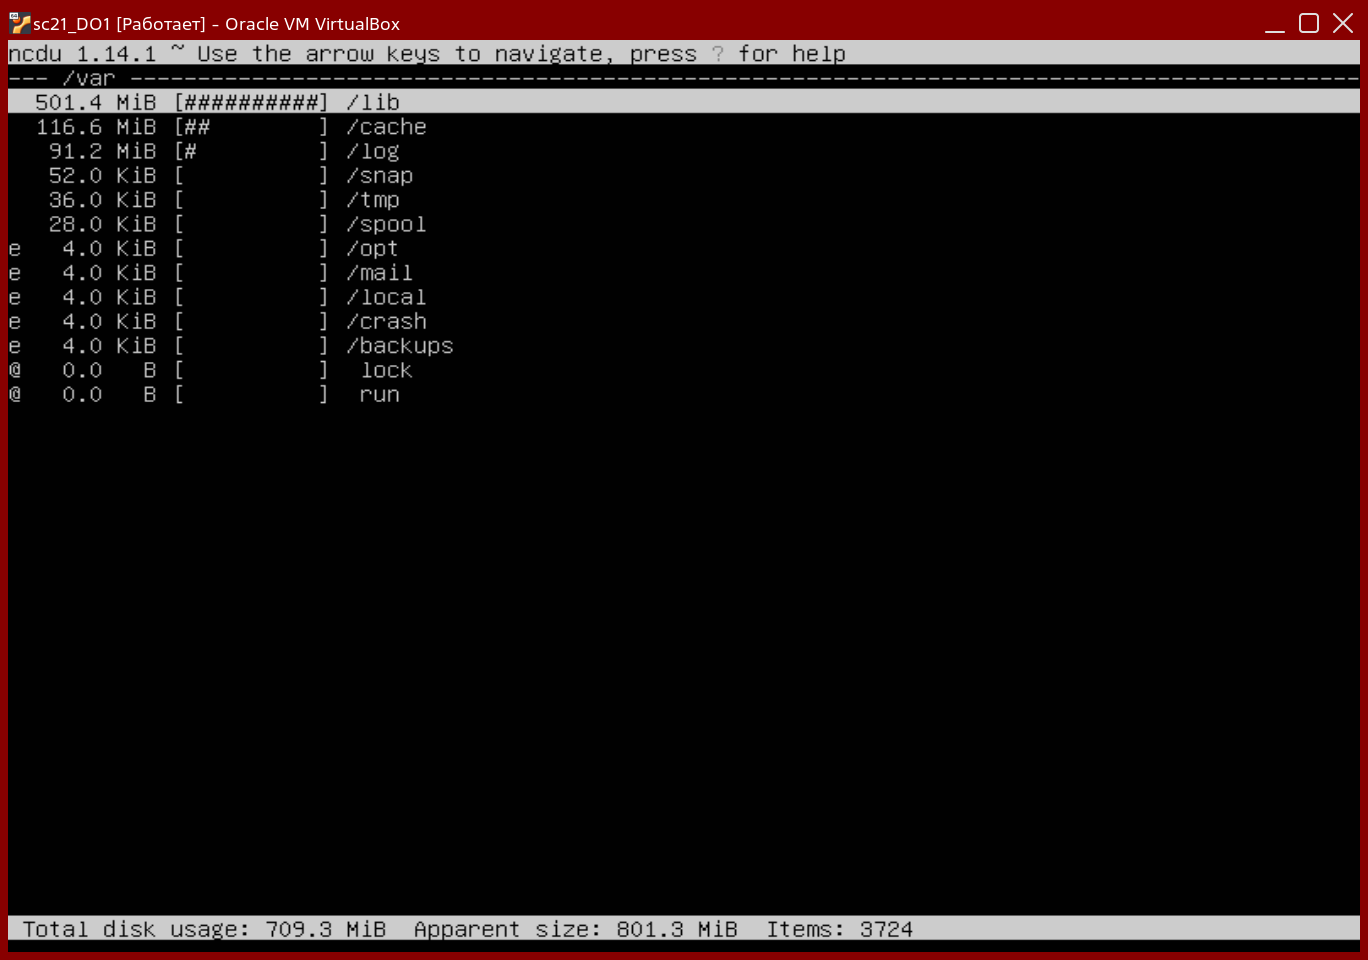 sc21_DO1 [Работает] - Oracle VM VirtualBox
ncdu 1.14.1 ~ Use the arrow keys to navigate, press ? for help
--- /var -------------------------------------------------------------------------------------------
  501.4 MiB [##########] /lib
  116.6 MiB [##        ] /cache
   91.2 MiB [#         ] /log
   52.0 KiB [          ] /snap
   36.0 KiB [          ] /tmp
   28.0 KiB [          ] /spool
e   4.0 KiB [          ] /opt
e   4.0 KiB [          ] /mail
e   4.0 KiB [          ] /local
e   4.0 KiB [          ] /crash
e   4.0 KiB [          ] /backups
@   0.0   B [          ]  lock
@   0.0   B [          ]  run
Total disk usage: 709.3 MiB  Apparent size: 801.3 MiB  Items: 3724